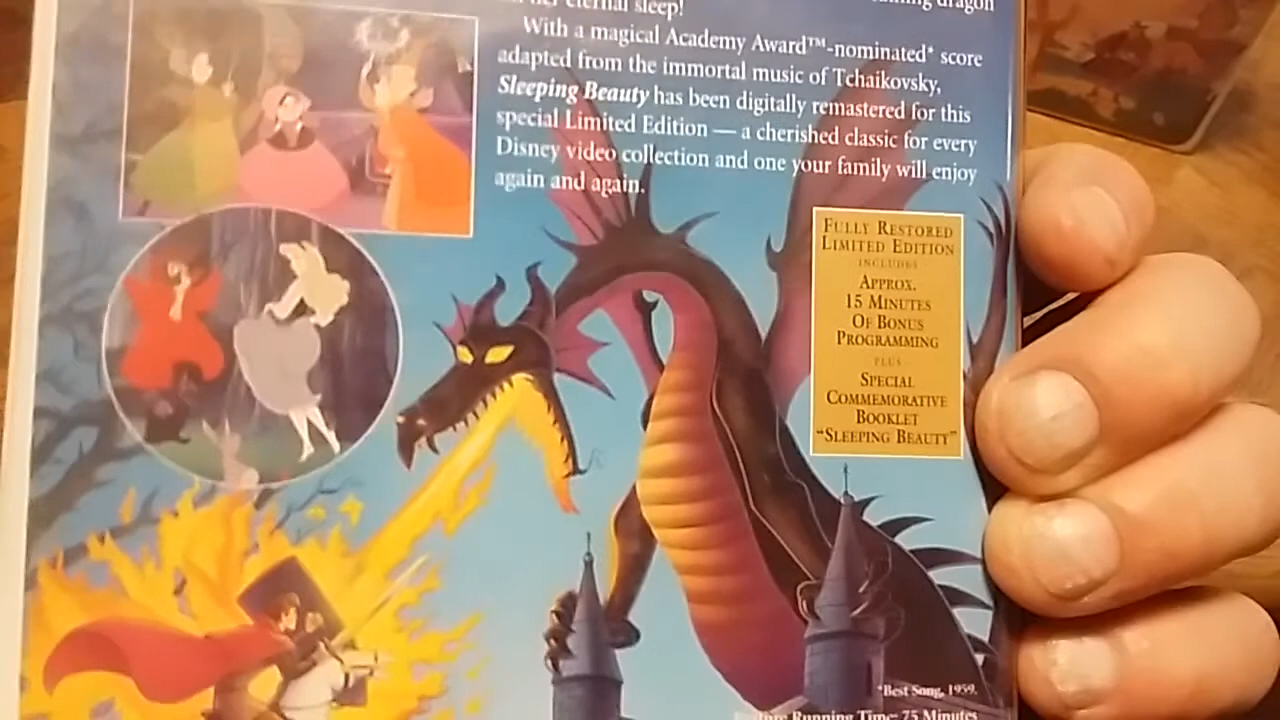 her eternal sleep! dragon
With a magical Academy Award™-nominated* score
adapted from the immortal music of Tchaikovsky,
Sleeping Beauty has been digitally remastered for this
special Limited Edition — a cherished classic for every
Disney video collection and one your family will enjoy
again and again.
FULLY RESTORED
LIMITED EDITION
INCLUDES
APPROX.
15 MINUTES
OF BONUS
PROGRAMMING
PLUS
SPECIAL
COMMEMORATIVE
BOOKLET
"SLEEPING BEAUTY"
*Best Song, 1959.
Running Time: 75 Minutes